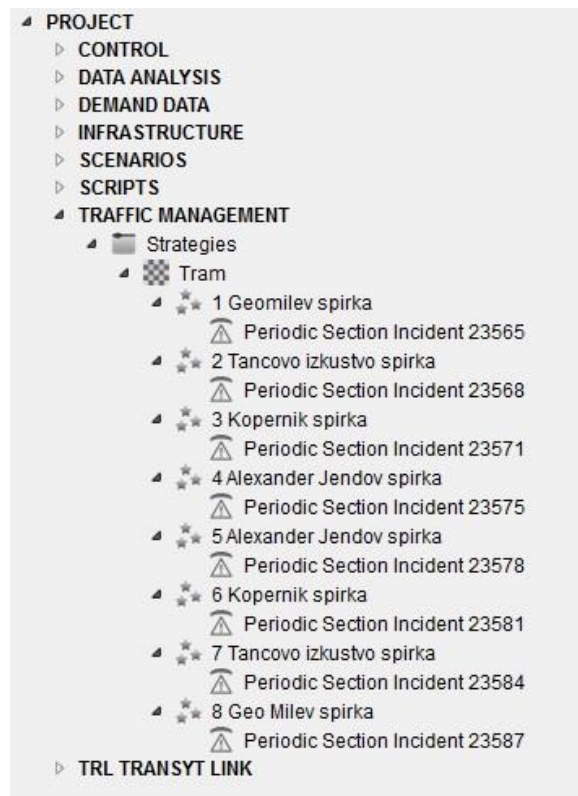 PROJECT
CONTROL
DATA ANALYSIS
DEMAND DATA
INFRASTRUCTURE
SCENARIOS
SCRIPTS
TRAFFIC MANAGEMENT
Strategies
Tram
1 Geomilev spirka
Periodic Section Incident 23565
2 Tancovo izkustvo spirka
Periodic Section Incident 23568
3 Kopernik spirka
Periodic Section Incident 23571
4 Alexander Jendov spirka
Periodic Section Incident 23575
5 Alexander Jendov spirka
Periodic Section Incident 23578
6 Kopernik spirka
Periodic Section Incident 23581
7 Tancovo izkustvo spirka
Periodic Section Incident 23584
8 Geo Milev spirka
Periodic Section Incident 23587
TRL TRANSYT LINK